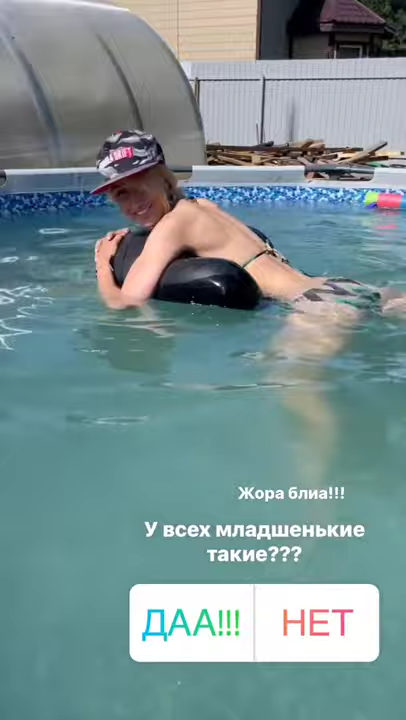 Жора блиа!!!
У всех младшенькие
такие???
ДАА!!! НЕТ